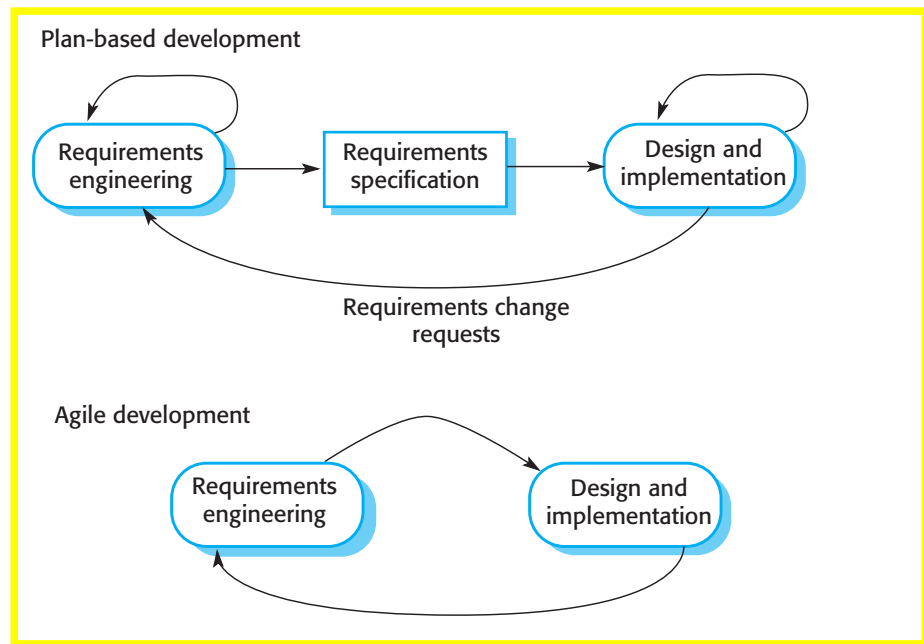 Plan-based development
Requirements
engineering
Requirements
specification
Design and
implementation
Requirements change
requests
Agile development
Requirements
engineering
Design and
implementation